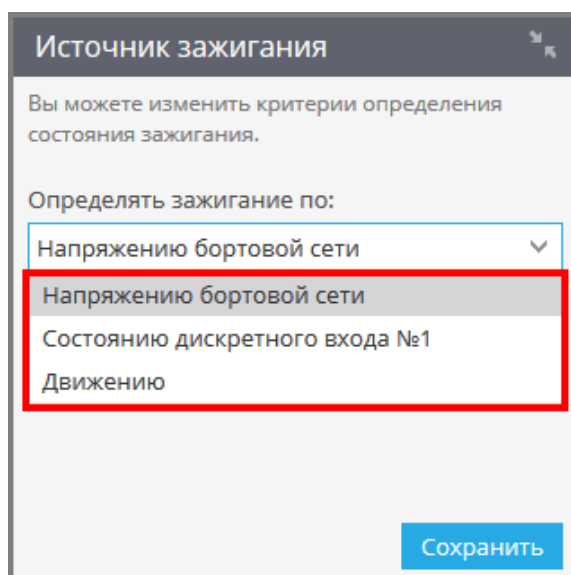 Источник зажигания
Вы можете изменить критерии определения
состояния зажигания.
Определять зажигание по:
Напряжению бортовой сети
Напряжению бортовой сети
Состоянию дискретного входа №1
Движению
Сохранить